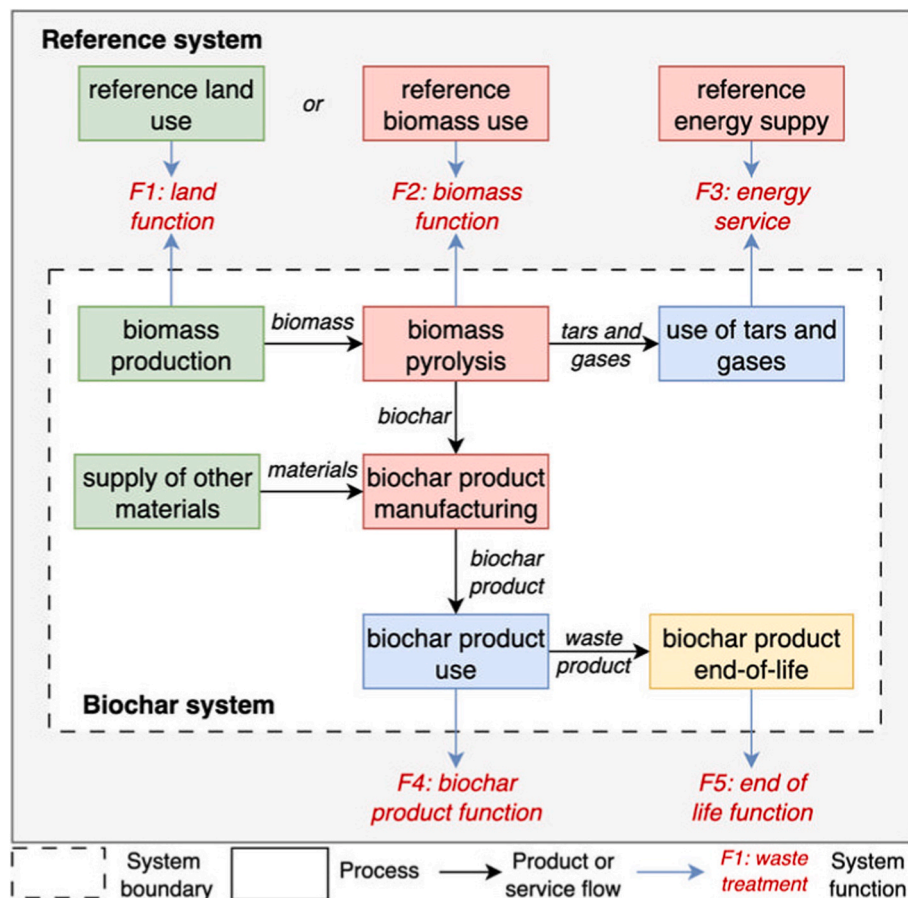 Reference system
reference land
use
or
reference
biomass use
reference
energy suppy
F1: land
function
F2: biomass
function
F3: energy
service
biomass
production
biomass
biomass
pyrolysis
tars and
gases
use of tars and
gases
biochar
supply of other
materials
materials
biochar product
manufacturing
biochar
product
biochar product
use
waste
product
biochar product
end-of-life
Biochar system
F4: biochar
product function
F5: end of
life function
System
boundary
Process
Product or
service flow
F1: waste
treatment
System
function